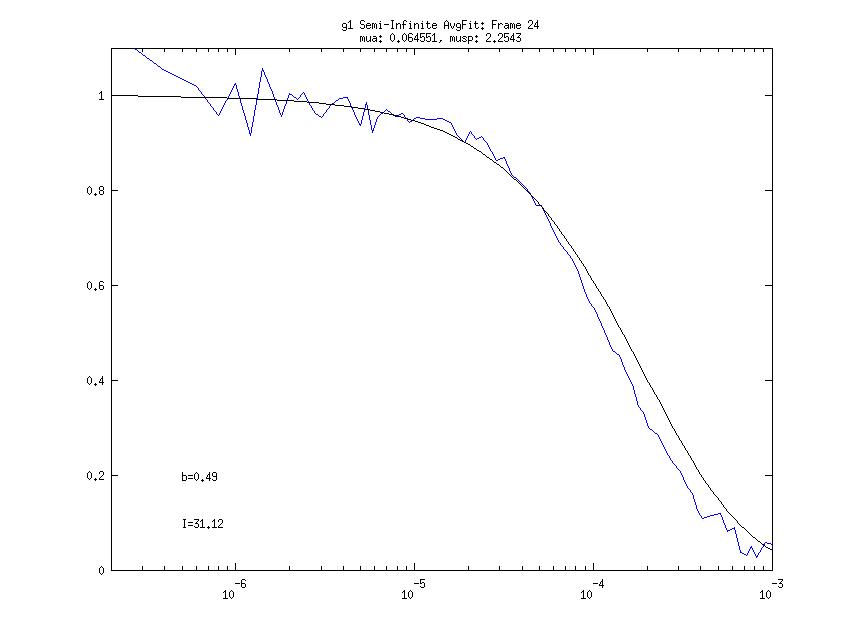 g1 Semi-Infinite AvgFit: Frame 24
mua: 0.064551, musp: 2.2543
1
0.8
0.6
0.4
0.2
0
b=0.49
I=31.12
10^-6
10^-5
10^-4
10^-3